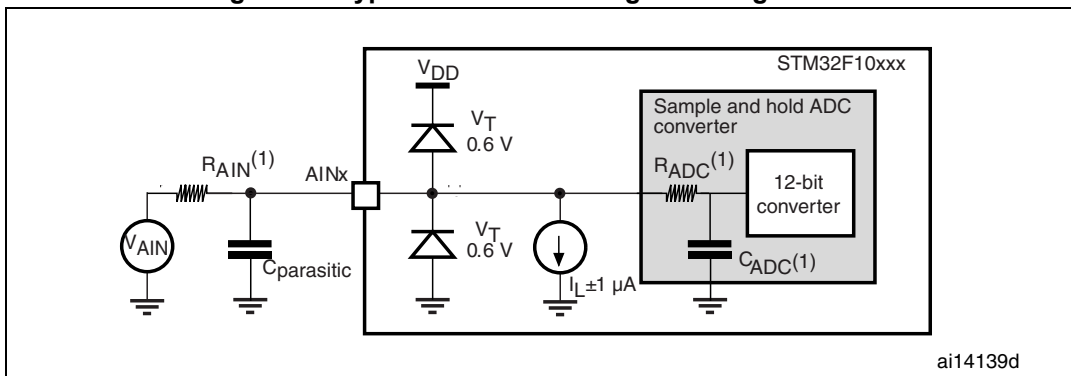 STM32F10xxx
VDD
Sample and hold ADC
converter
VT
0.6 V
RAIN(1)
AINx
RADC(1)
12-bit
converter
VAIN
Cparasitic
VT
0.6 V
IL±1 µA
CADC(1)
ai14139d